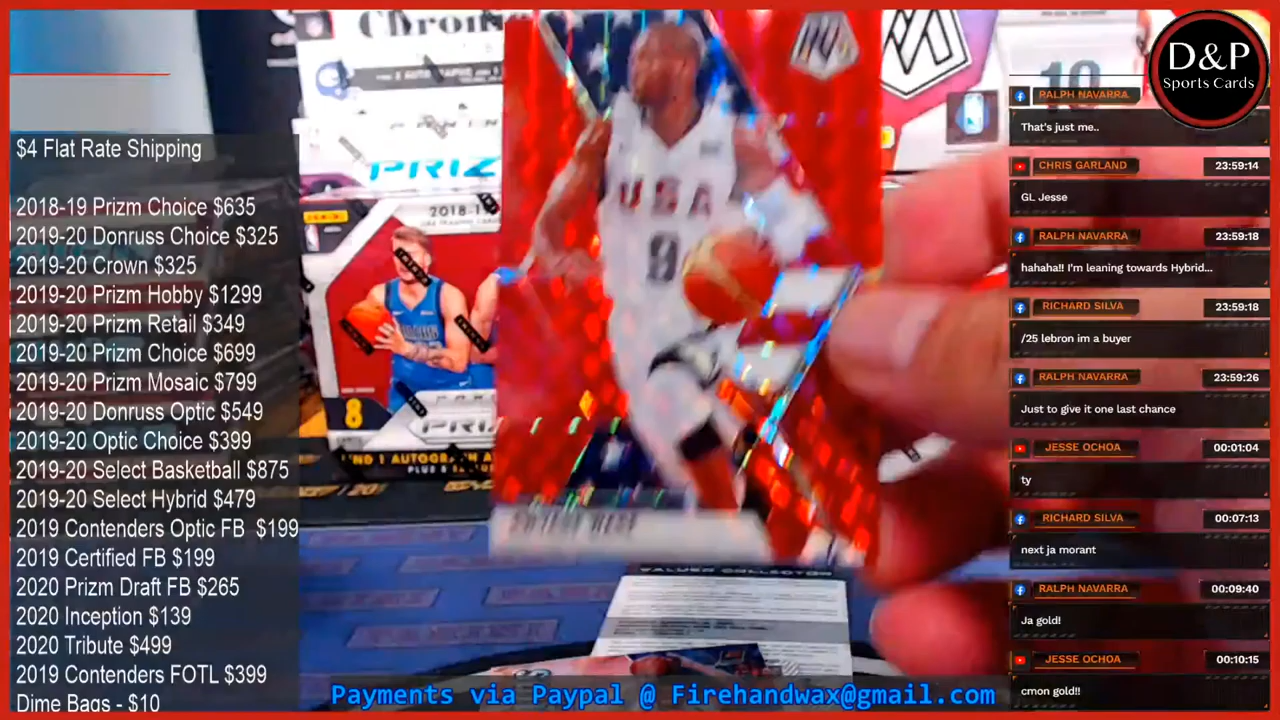 $4 Flat Rate Shipping
2018-19 Prizm Choice $635
2019-20 Donruss Choice $325
2019-20 Crown $325
2019-20 Prizm Hobby $1299
2019-20 Prizm Retail $349
2019-20 Prizm Choice $699
2019-20 Prizm Mosaic $799
2019-20 Donruss Optic $549
2019-20 Optic Choice $399
2019-20 Select Basketball $875
2019-20 Select Hybrid $479
2019 Contenders Optic FB $199
2019 Certified FB $199
2020 Prizm Draft FB $265
2020 Inception $139
2020 Tribute $499
2019 Contenders FOTL $399
Dime Bags - $10
PRIZ
2018-1
8
PRIZ
USA
9
VALUED COLLECTOR
Payments via Paypal @ Firehandwax@gmail.com
D&P
Sports Cards
10
RALPH NAVARRA
That's just me..
CHRIS GARLAND 23:59:14
GL Jesse
RALPH NAVARRA 23:59:18
hahaha!! I'm leaning towards Hybrid...
RICHARD SILVA 23:59:18
/25 lebron im a buyer
RALPH NAVARRA 23:59:26
Just to give it one last chance
JESSE OCHOA 00:01:04
ty
RICHARD SILVA 00:07:13
next ja morant
RALPH NAVARRA 00:09:40
Ja gold!
JESSE OCHOA 00:10:15
cmon gold!!